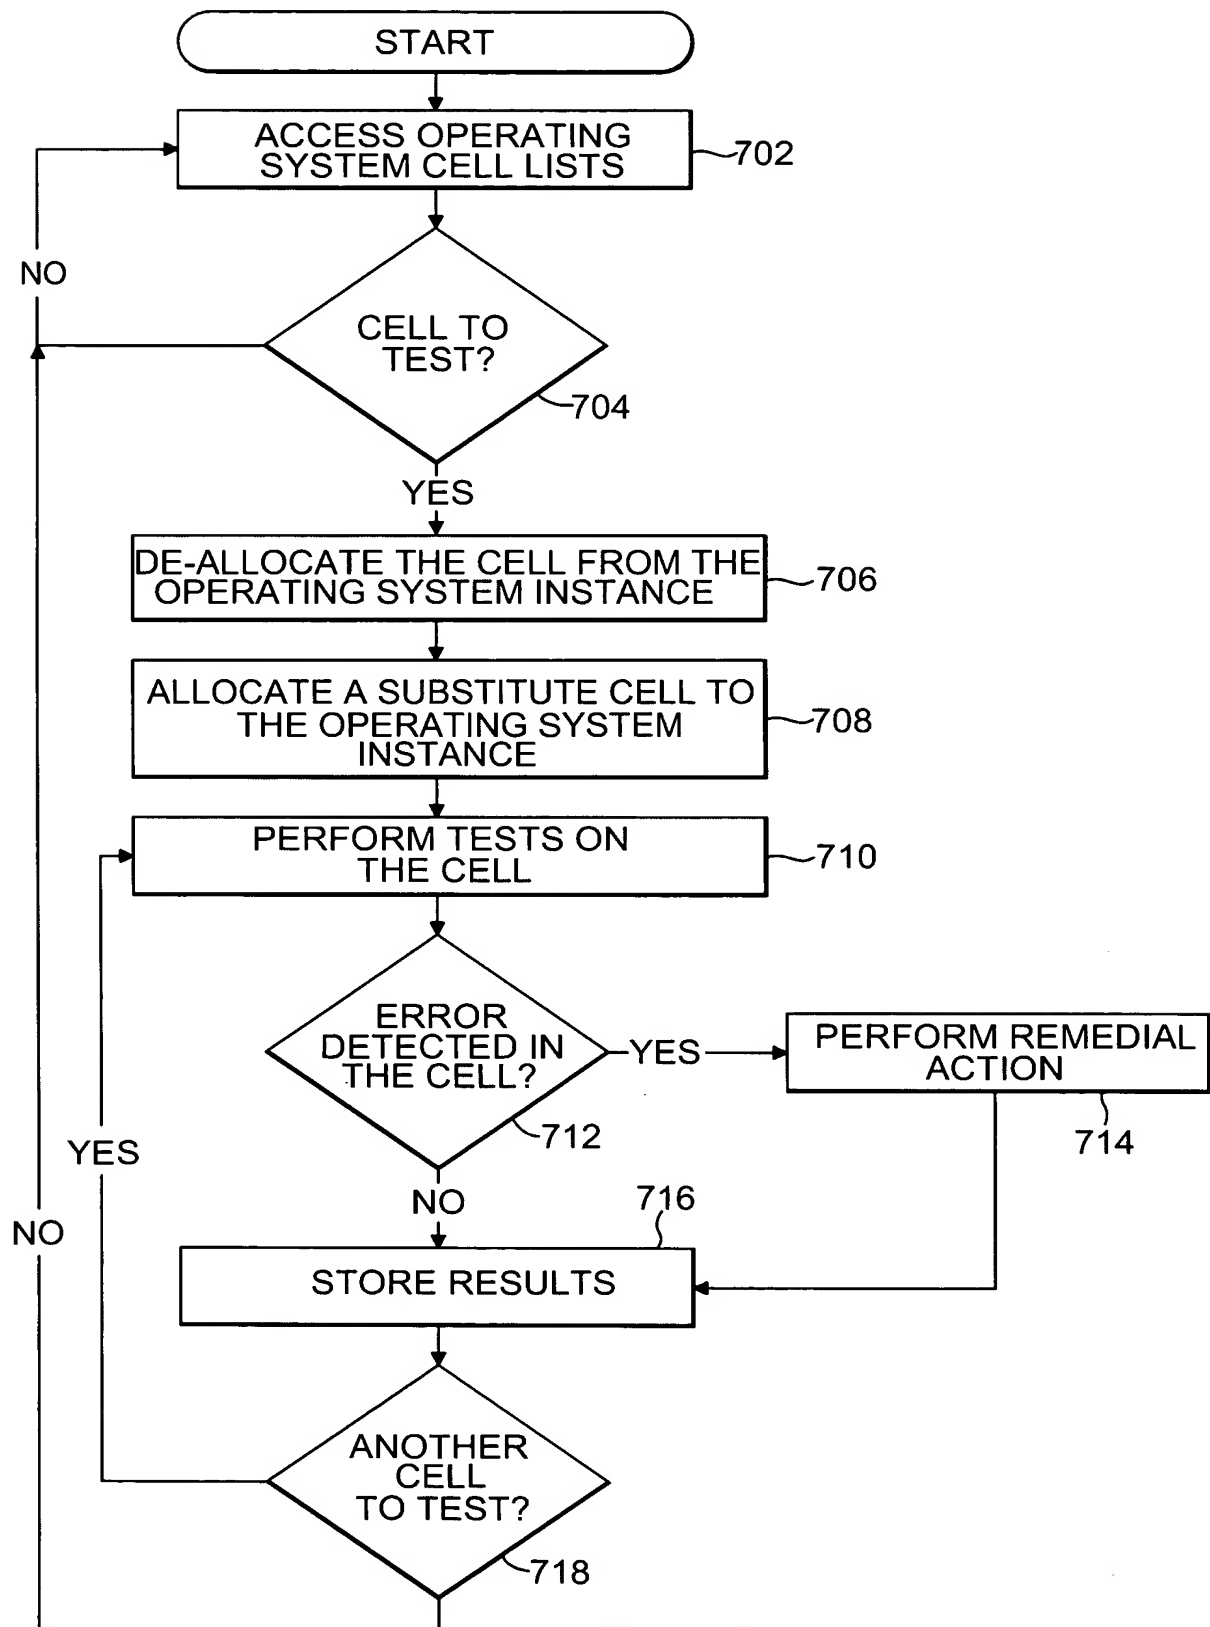 START
ACCESS OPERATING
SYSTEM CELL LISTS
702
NO
CELL TO
TEST?
704
YES
DE-ALLOCATE THE CELL FROM THE
OPERATING SYSTEM INSTANCE
706
ALLOCATE A SUBSTITUTE CELL TO
THE OPERATING SYSTEM
INSTANCE
708
PERFORM TESTS ON
THE CELL
710
ERROR
DETECTED IN
THE CELL?
712
YES
PERFORM REMEDIAL
ACTION
714
YES
NO
NO
716
STORE RESULTS
ANOTHER
CELL
TO TEST?
718